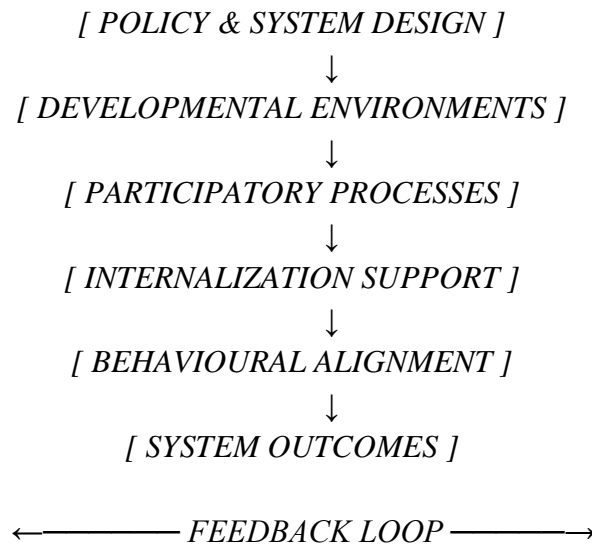 [ POLICY & SYSTEM DESIGN ]
↓
[ DEVELOPMENTAL ENVIRONMENTS ]
↓
[ PARTICIPATORY PROCESSES ]
↓
[ INTERNALIZATION SUPPORT ]
↓
[ BEHAVIOURAL ALIGNMENT ]
↓
[ SYSTEM OUTCOMES ]
←———— FEEDBACK LOOP ————→